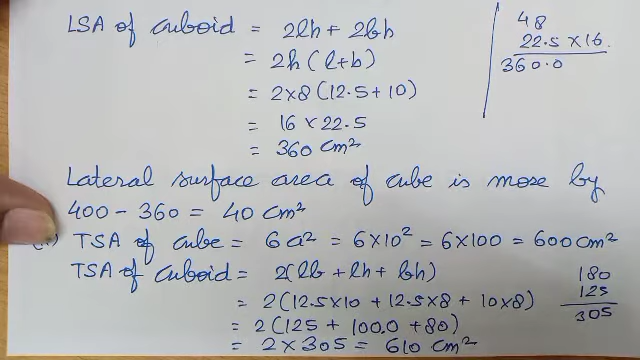 LSA of cuboid = 2lh + 2bh
= 2h (l+b)
= 2×8 (12.5 + 10)
= 16 × 22.5
= 360 cm²
48
22.5 × 16
360.0
Lateral surface area of cube is more by
400 - 360 = 40 cm²
TSA of cube = 6a² = 6×10² = 6×100 = 600 cm²
TSA of cuboid = 2(lb + lh + bh)
= 2(12.5×10 + 12.5×8 + 10×8)
= 2(125 + 100.0 + 80)
= 2 × 305 = 610 cm²
180
125
305